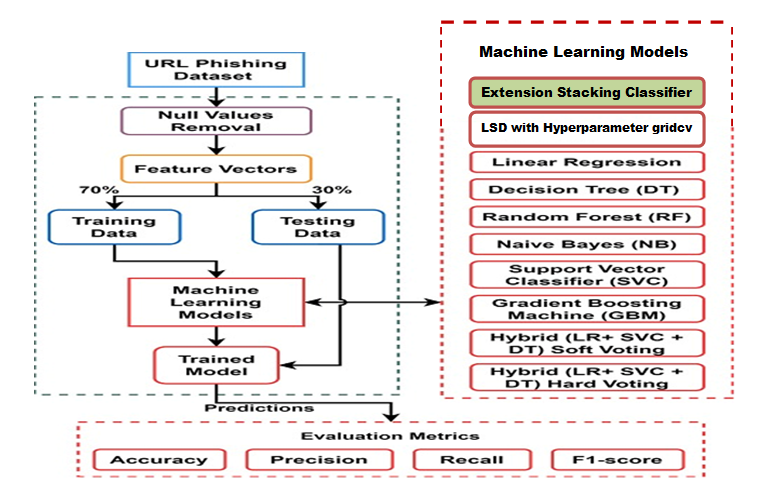 URL Phishing
Dataset
Null Values
Removal
Feature Vectors
70%
30%
Training
Data
Testing
Data
Machine
Learning
Models
Trained
Model
Predictions
Machine Learning Models
Extension Stacking Classifier
LSD with Hyperparameter gridcv
Linear Regression
Decision Tree (DT)
Random Forest (RF)
Naive Bayes (NB)
Support Vector
Classifier (SVC)
Gradient Boosting
Machine (GBM)
Hybrid (LR+ SVC +
DT) Soft Voting
Hybrid (LR+ SVC +
DT) Hard Voting
Evaluation Metrics
Accuracy
Precision
Recall
F1-score